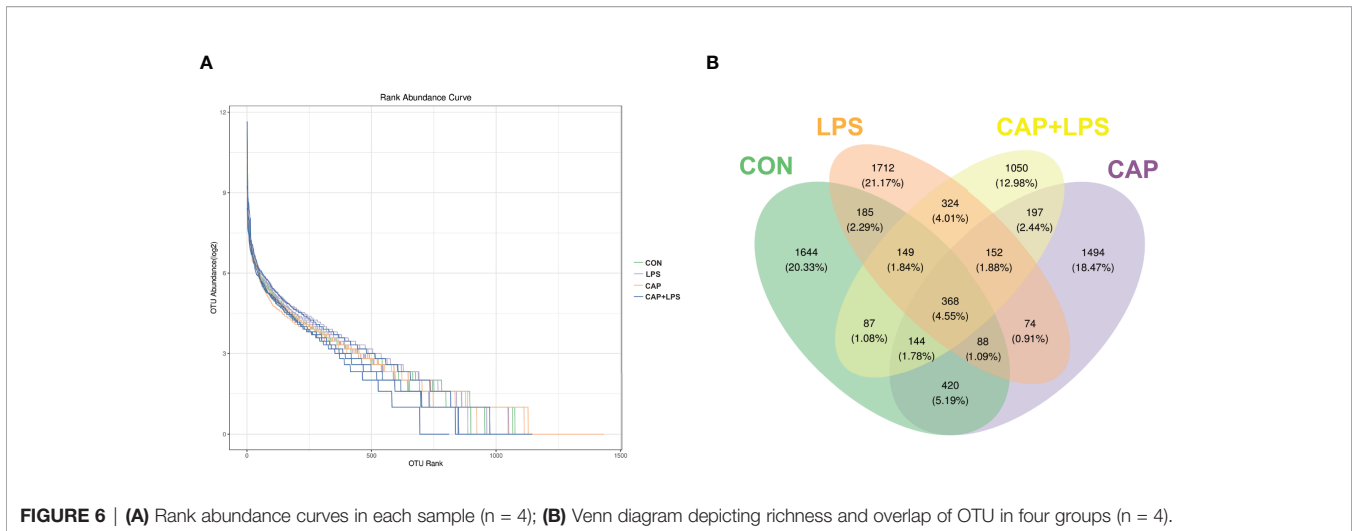 A
B
Rank Abundance Curve
12
9
6
3
0
OTU Abundance(log2)
0
500
1000
1500
OTU Rank
CON
LPS
CAP
CAP+LPS
LPS
CAP+LPS
CON
CAP
1712
(21.17%)
1050
(12.98%)
324
(4.01%)
185
(2.29%)
197
(2.44%)
1644
(20.33%)
149
(1.84%)
152
(1.88%)
1494
(18.47%)
368
(4.55%)
87
(1.08%)
74
(0.91%)
144
(1.78%)
88
(1.09%)
420
(5.19%)
FIGURE 6 | (A) Rank abundance curves in each sample (n = 4); (B) Venn diagram depicting richness and overlap of OTU in four groups (n = 4).